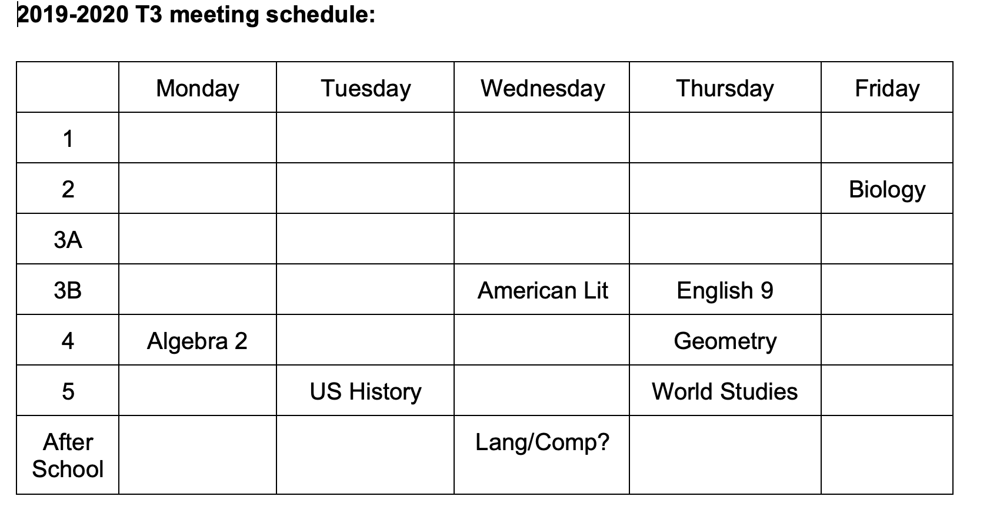 2019-2020 T3 meeting schedule:
Monday Tuesday Wednesday Thursday Friday
1
2 Biology
3A
3B American Lit English 9
4 Algebra 2 Geometry
5 US History World Studies
After Lang/Comp?
School